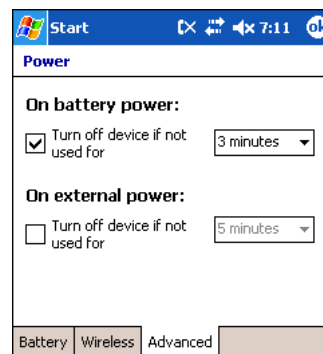 Start 7:11 ok
Power
On battery power:
Turn off device if not
used for
3 minutes
On external power:
Turn off device if not
used for
5 minutes
Battery Wireless Advanced